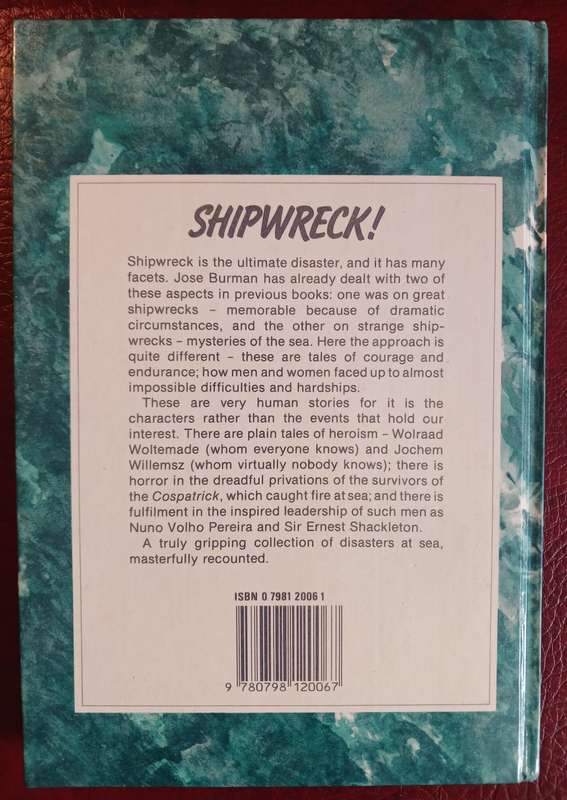 SHIPWRECK!
Shipwreck is the ultimate disaster, and it has many
facets. Jose Burman has already dealt with two of
these aspects in previous books: one was on great
shipwrecks – memorable because of dramatic
circumstances, and the other on strange ship-
wrecks – mysteries of the sea. Here the approach is
quite different – these are tales of courage and
endurance; how men and women faced up to almost
impossible difficulties and hardships.
These are very human stories for it is the
characters rather than the events that hold our
interest. There are plain tales of heroism – Wolraad
Woltemade (whom everyone knows) and Jochem
Willemsz (whom virtually nobody knows); there is
horror in the dreadful privations of the survivors of
the Cospatrick, which caught fire at sea; and there is
fulfilment in the inspired leadership of such men as
Nuno Volho Pereira and Sir Ernest Shackleton.
A truly gripping collection of disasters at sea,
masterfully recounted.
ISBN 0 7981 2006 1
9 780798 120067